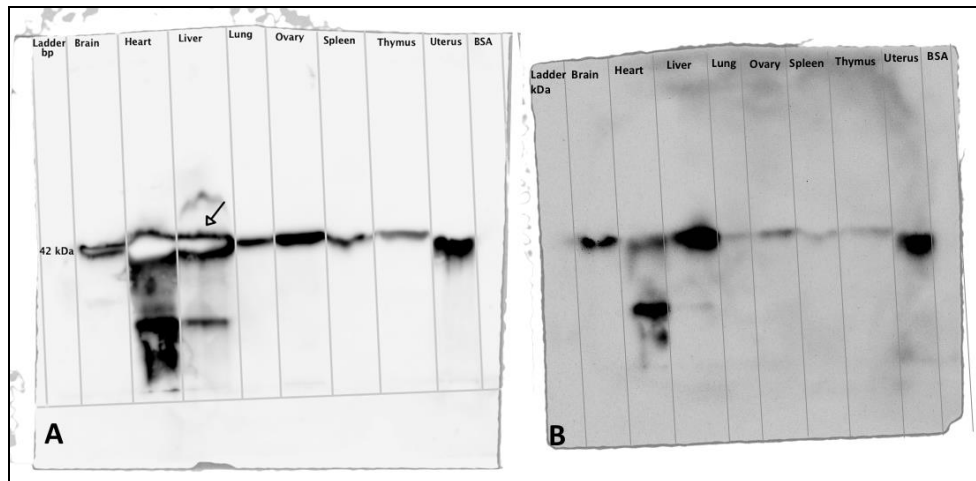 Ladder Brain Heart Liver Lung Ovary Spleen Thymus Uterus BSA
bp
42 kDa
A
Ladder Brain Heart Liver Lung Ovary Spleen Thymus Uterus BSA
kDa
B